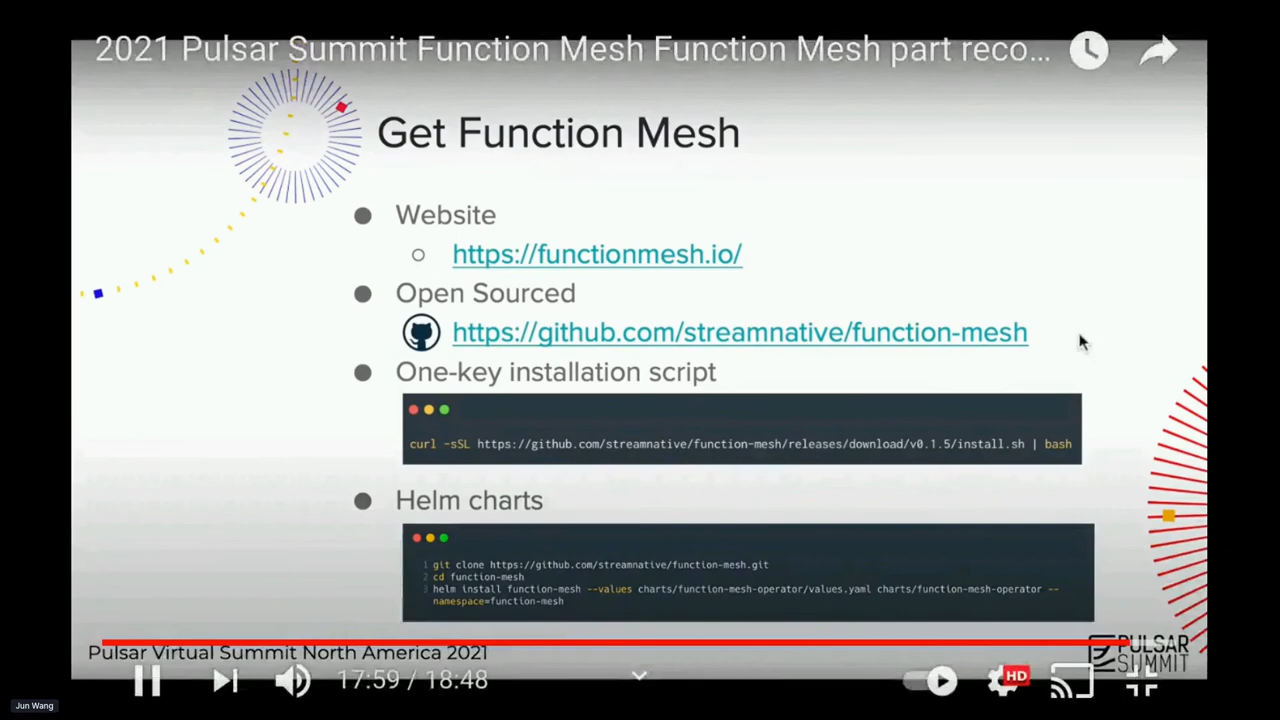 2021 Pulsar Summit Function Mesh Function Mesh part reco...
Get Function Mesh
Website
https://functionmesh.io/
Open Sourced
https://github.com/streamnative/function-mesh
One-key installation script
curl -sSL https://github.com/streamnative/function-mesh/releases/download/v0.1.5/install.sh | bash
Helm charts
1 git clone https://github.com/streamnative/function-mesh.git
2 cd function-mesh
3 helm install function-mesh --values charts/function-mesh-operator/values.yaml charts/function-mesh-operator --
namespace=function-mesh
Pulsar Virtual Summit North America 2021
PULSAR
SUMMIT
17:59 / 18:48
HD
Jun Wang